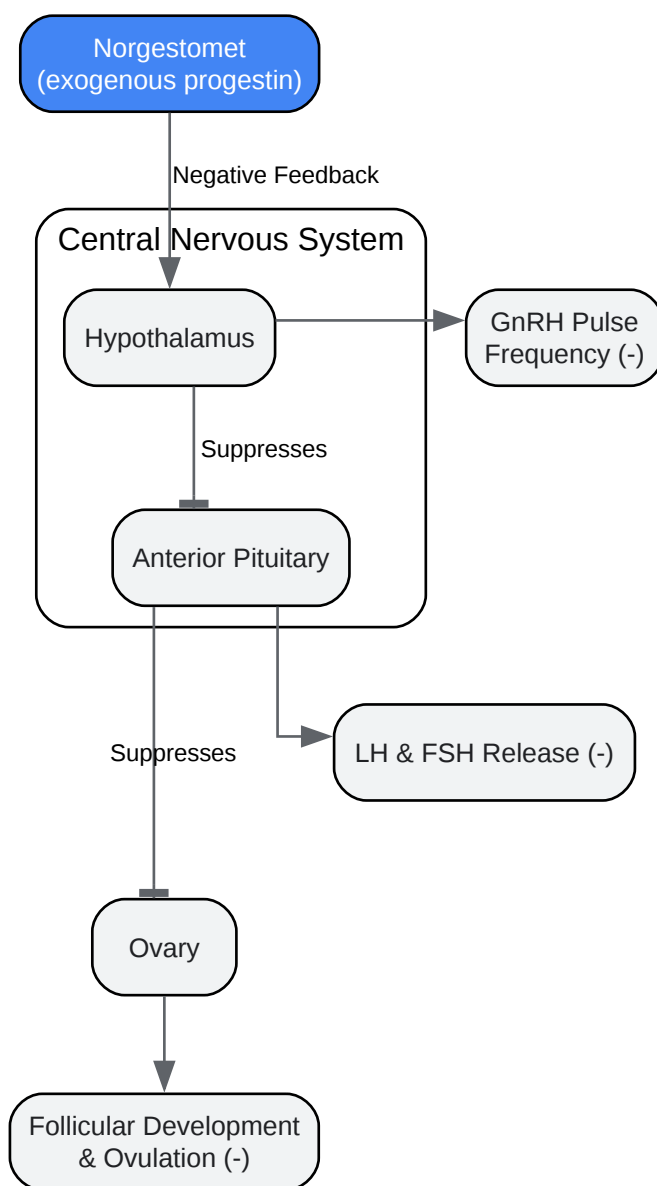 Norgestomet
(exogenous progestin)
Negative Feedback
Central Nervous System
Hypothalamus
GnRH Pulse
Frequency (-)
Suppresses
Anterior Pituitary
Suppresses
LH & FSH Release (-)
Ovary
Follicular Development
& Ovulation (-)